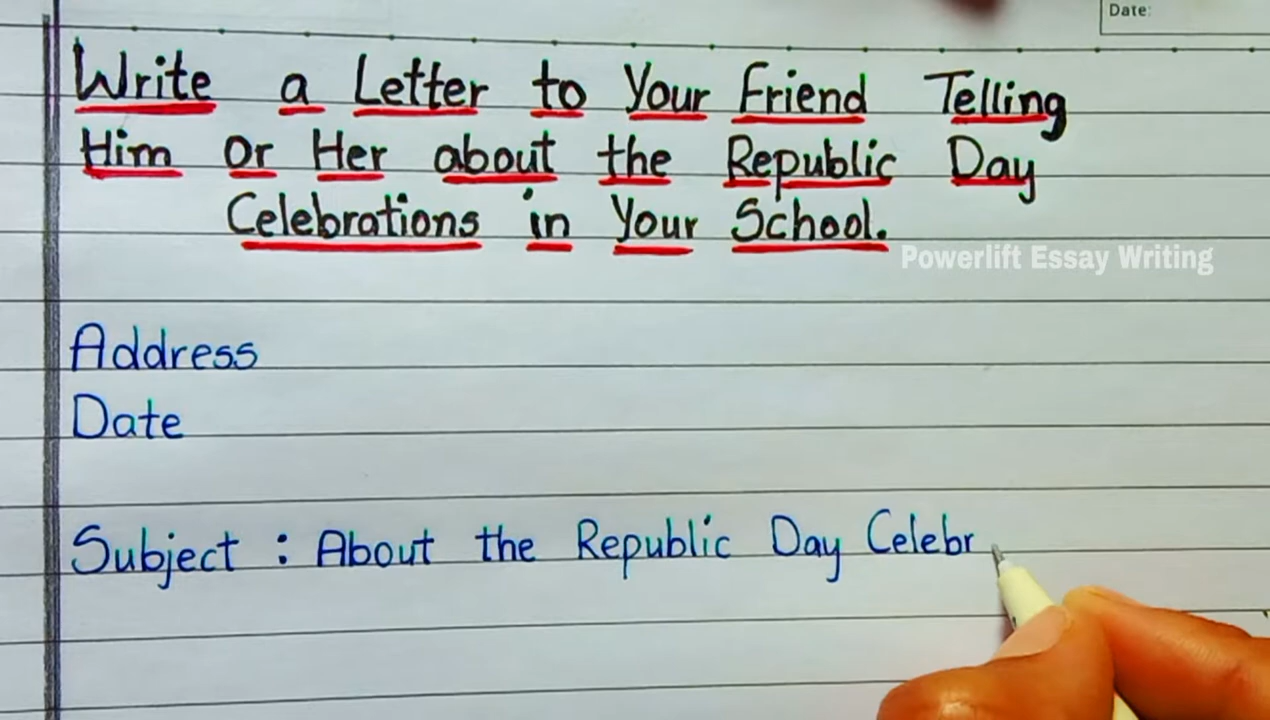 Date:
Write a Letter to Your Friend Telling
Him or Her about the Republic Day
Celebrations in Your School.
Powerlift Essay Writing
Address
Date
Subject : About the Republic Day Celebr